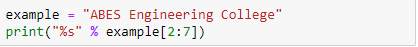 example = "ABES Engineering College"
print("%s" % example[2:7])